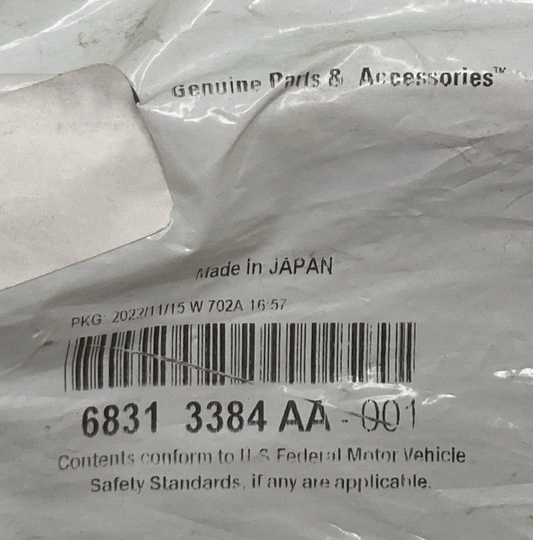 Genuine Parts & Accessories™
Made in JAPAN
PKG: 2022/11/15 W 702A 16:57
6831 3384 AA - 001
Contents conform to U.S Federal Motor Vehicle
Safety Standards, if any are applicable.